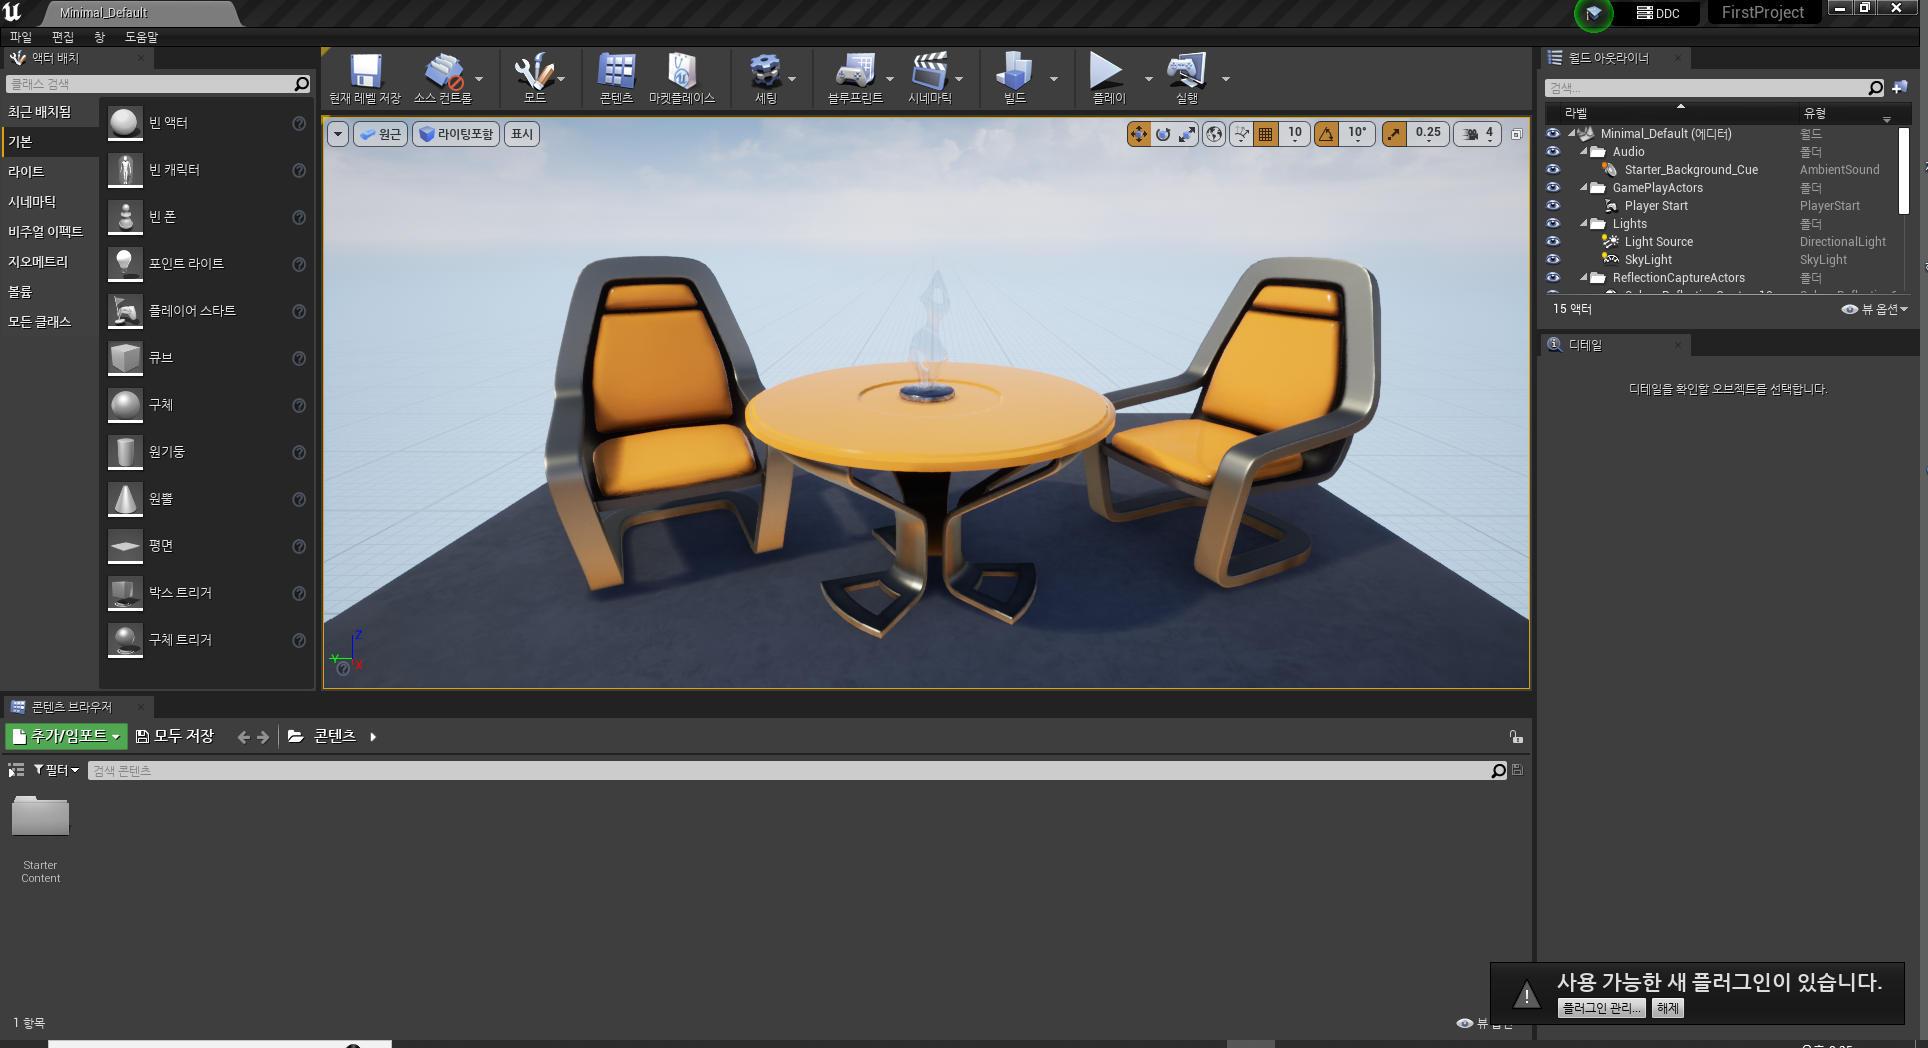 Minimal_Default
DDC
FirstProject
파일 편집 창 도움말
액터 배치
클래스 검색
최근 배치됨
기본
라이트
시네마틱
비주얼 이펙트
지오메트리
볼륨
모든 클래스
빈 액터
빈 캐릭터
빈 폰
포인트 라이트
플레이어 스타트
큐브
구체
원기둥
원뿔
평면
박스 트리거
구체 트리거
현재 레벨 저장 소스 컨트롤 모드 콘텐츠 마켓플레이스 세팅 블루프린트 시네마틱 빌드 플레이 실행
원근 라이팅포함 표시
10 10° 0.25 4
Z
Y
X
월드 아웃라이너
검색...
라벨 유형
Minimal_Default (에디터) 월드
Audio 폴더
Starter_Background_Cue AmbientSound
GamePlayActors 폴더
Player Start PlayerStart
Lights 폴더
Light Source DirectionalLight
SkyLight SkyLight
ReflectionCaptureActors 폴더
15 액터 뷰 옵션
디테일
디테일을 확인할 오브젝트를 선택합니다.
콘텐츠 브라우저
추가/임포트 모두 저장 콘텐츠
필터 검색 콘텐츠
Starter
Content
1 항목
뷰
사용 가능한 새 플러그인이 있습니다.
플러그인 관리... 해제